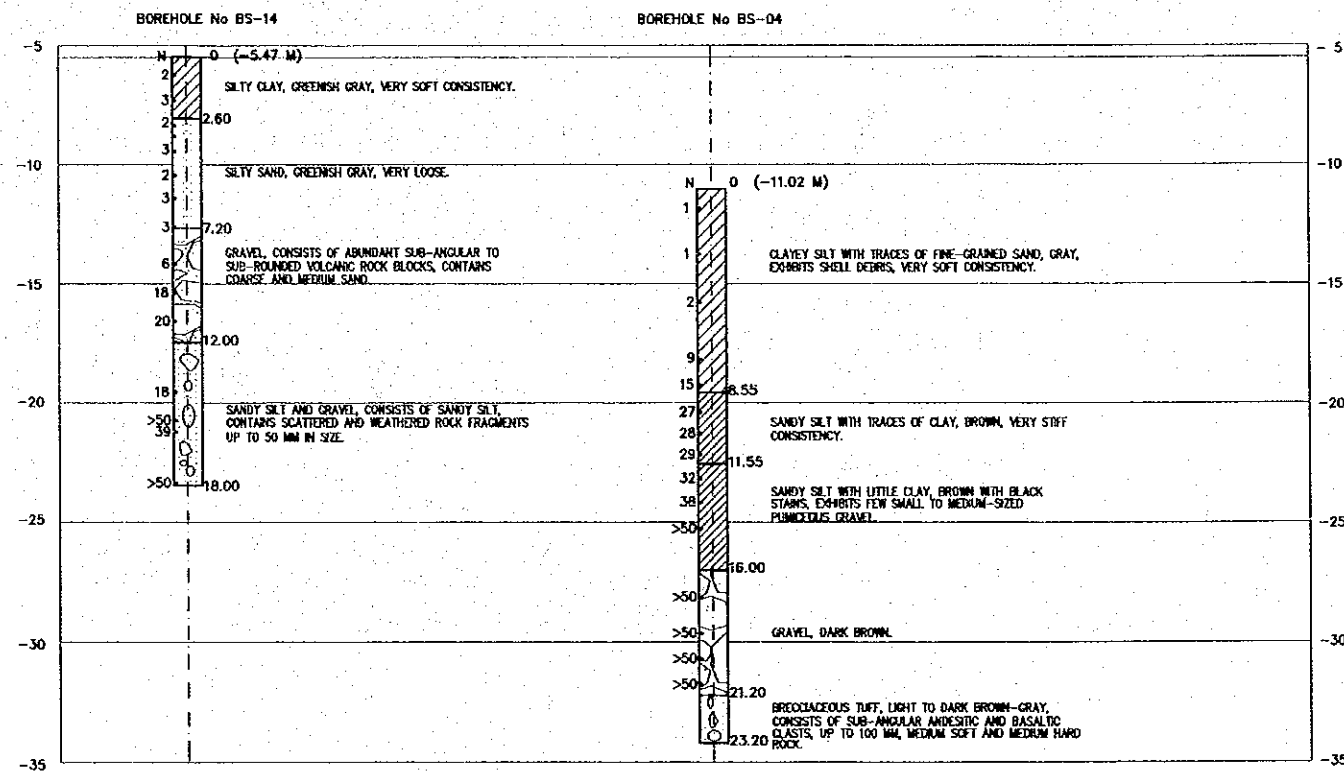 BOREHOLE No BS-14
BOREHOLE No BS-04
-5
-10
-15
-20
-25
-30
-35
N
0 (-5.47 M)
2
3
2
3
2
3
3
6
18
20
18
>50
39
>50
SILTY CLAY, GREENISH GRAY, VERY SOFT CONSISTENCY.
2.60
SILTY SAND, GREENISH GRAY, VERY LOOSE.
7.20
GRAVEL, CONSISTS OF ABUNDANT SUB-ANGULAR TO
SUB-ROUNDED VOLCANIC ROCK BLOCKS, CONTAINS
COARSE AND MEDIUM SAND.
12.00
SANDY SILT AND GRAVEL, CONSISTS OF SANDY SILT,
CONTAINS SCATTERED AND WEATHERED ROCK FRAGMENTS
UP TO 50 MM IN SIZE.
18.00
N
0 (-11.02 M)
1
1
2
9
15
27
28
29
32
38
>50
>50
>50
>50
>50
CLAYEY SILT WITH TRACES OF FINE-GRAINED SAND, GRAY,
EXHIBITS SHELL DEBRIS, VERY SOFT CONSISTENCY.
8.55
SANDY SILT WITH TRACES OF CLAY, BROWN, VERY STIFF
CONSISTENCY.
11.55
SANDY SILT WITH LITTLE CLAY, BROWN WITH BLACK
STAINS, EXHIBITS FEW SMALL TO MEDIUM-SIZED
PUMICEOUS GRAVEL.
16.00
GRAVEL, DARK BROWN.
21.20
BRECCIACEOUS TUFF, LIGHT TO DARK BROWN-GRAY,
CONSISTS OF SUB-ANGULAR ANDESITIC AND BASALTIC
CLASTS, UP TO 100 MM, MEDIUM SOFT AND MEDIUM HARD
ROCK.
23.20
-5
-10
-15
-20
-25
-30
-35